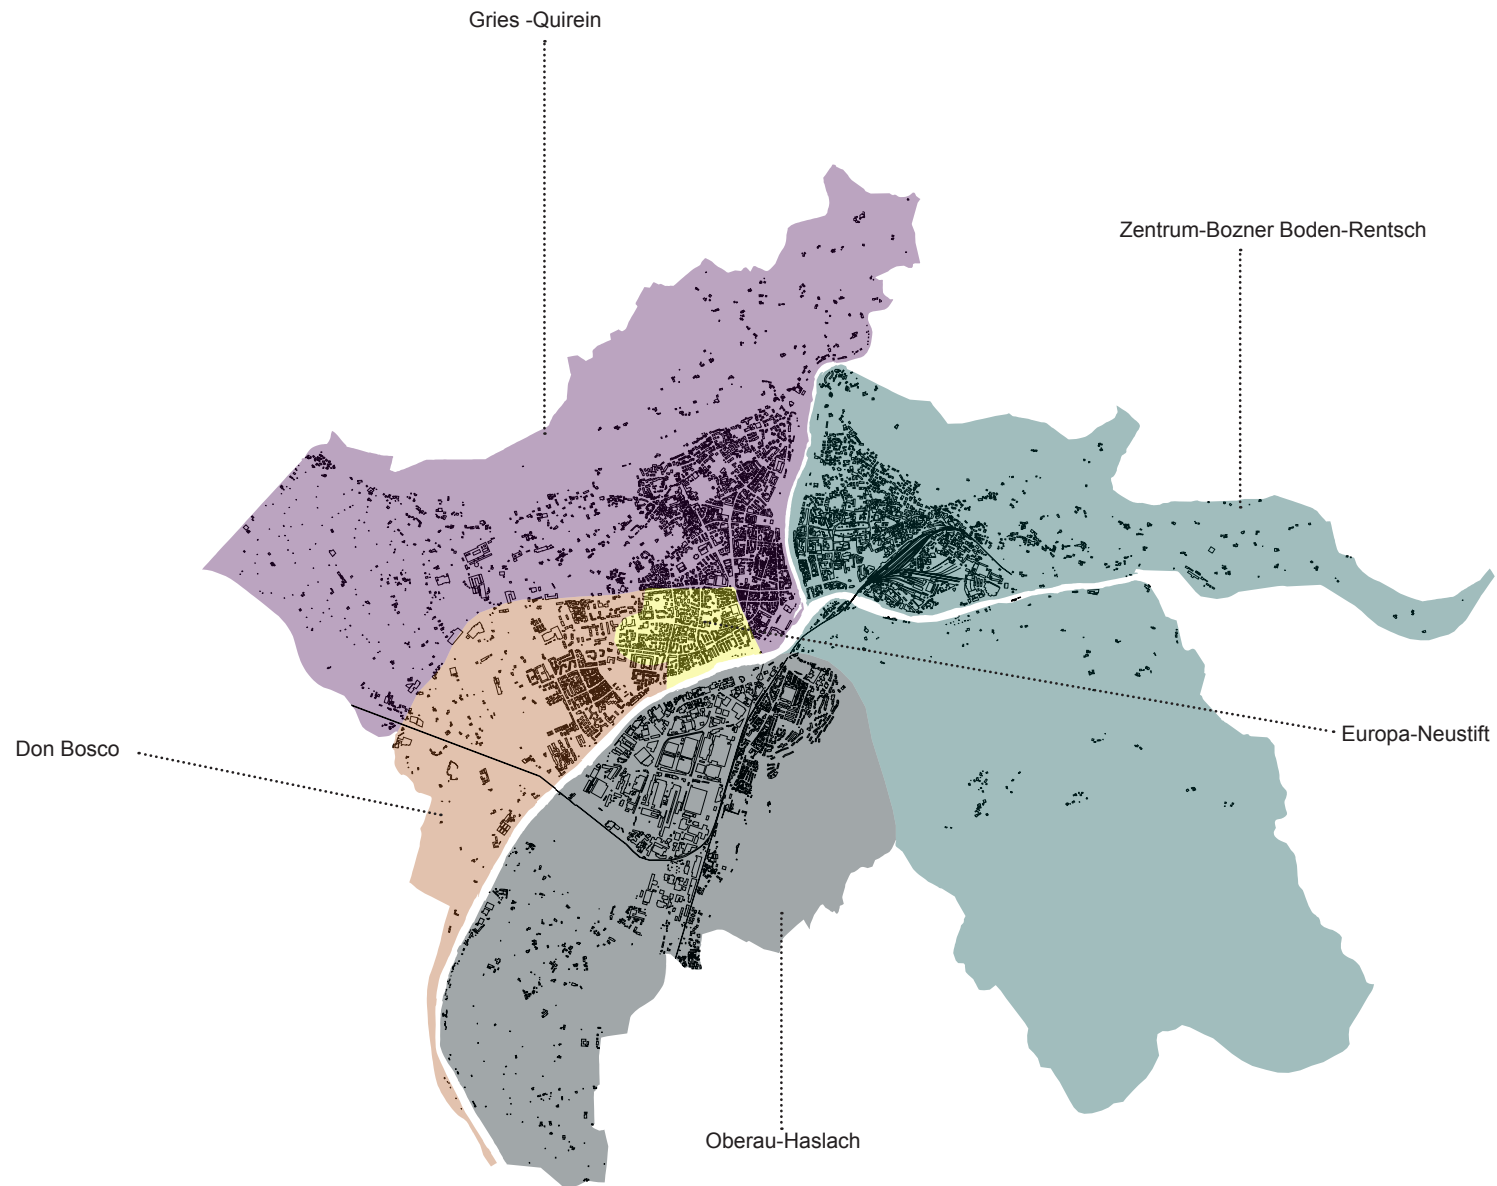 Gries -Quirein
Zentrum-Bozner Boden-Rentsch
Europa-Neustift
Don Bosco
Oberau-Haslach